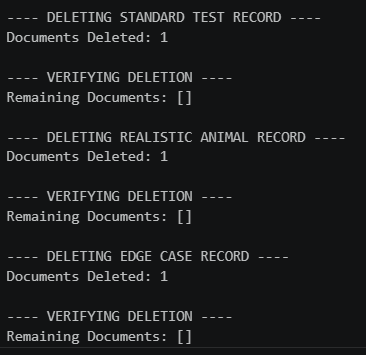 ---- DELETING STANDARD TEST RECORD ----
Documents Deleted: 1
---- VERIFYING DELETION ----
Remaining Documents: []
---- DELETING REALISTIC ANIMAL RECORD ----
Documents Deleted: 1
---- VERIFYING DELETION ----
Remaining Documents: []
---- DELETING EDGE CASE RECORD ----
Documents Deleted: 1
---- VERIFYING DELETION ----
Remaining Documents: []